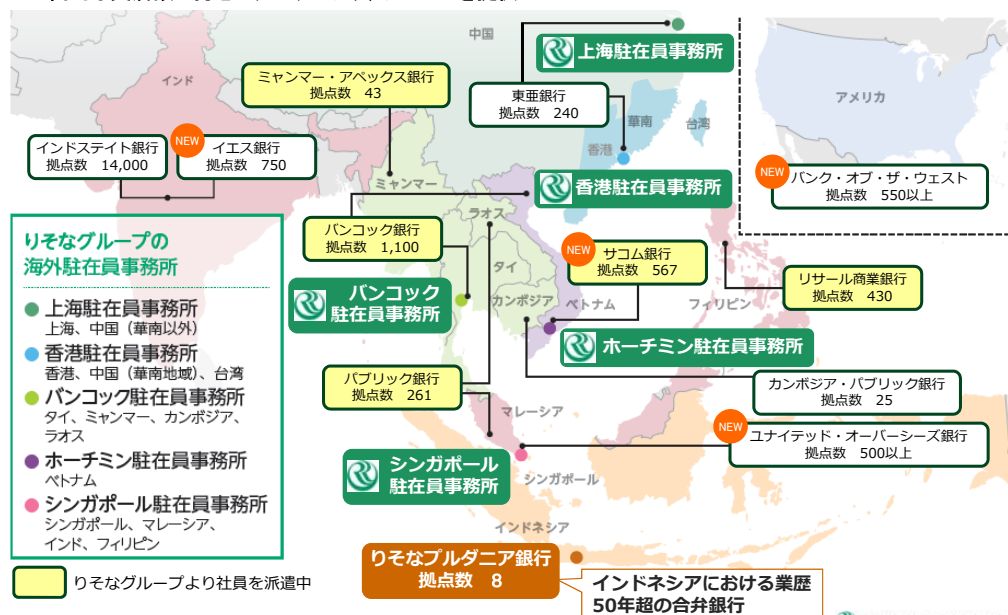 中国
上海駐在員事務所
インド
ミャンマー・アペックス銀行
拠点数 43
東亜銀行
拠点数 240
アメリカ
華南
台湾
香港
NEW
インドステイト銀行
拠点数 14,000
イエス銀行
拠点数 750
NEW
バンク・オブ・ザ・ウェスト
拠点数 550以上
ミャンマー
香港駐在員事務所
ラオス
バンコック銀行
拠点数 1,100
NEW
サコム銀行
拠点数 567
タイ
リサール商業銀行
拠点数 430
バンコック
駐在員事務所
カンボジア
ベトナム
フィリピン
ホーチミン駐在員事務所
りそなグループの
海外駐在員事務所
上海駐在員事務所
上海、中国（華南以外）
香港駐在員事務所
香港、中国（華南地域）、台湾
バンコック駐在員事務所
タイ、ミャンマー、カンボジア、
ラオス
ホーチミン駐在員事務所
ベトナム
シンガポール駐在員事務所
シンガポール、マレーシア、
インド、フィリピン
パブリック銀行
拠点数 261
カンボジア・パブリック銀行
拠点数 25
マレーシア
NEW
ユナイテッド・オーバーシーズ銀行
拠点数 500以上
シンガポール
駐在員事務所
シンガポール
インドネシア
りそなプルダニア銀行
拠点数 8
りそなグループより社員を派遣中
インドネシアにおける業歴
50年超の合弁銀行